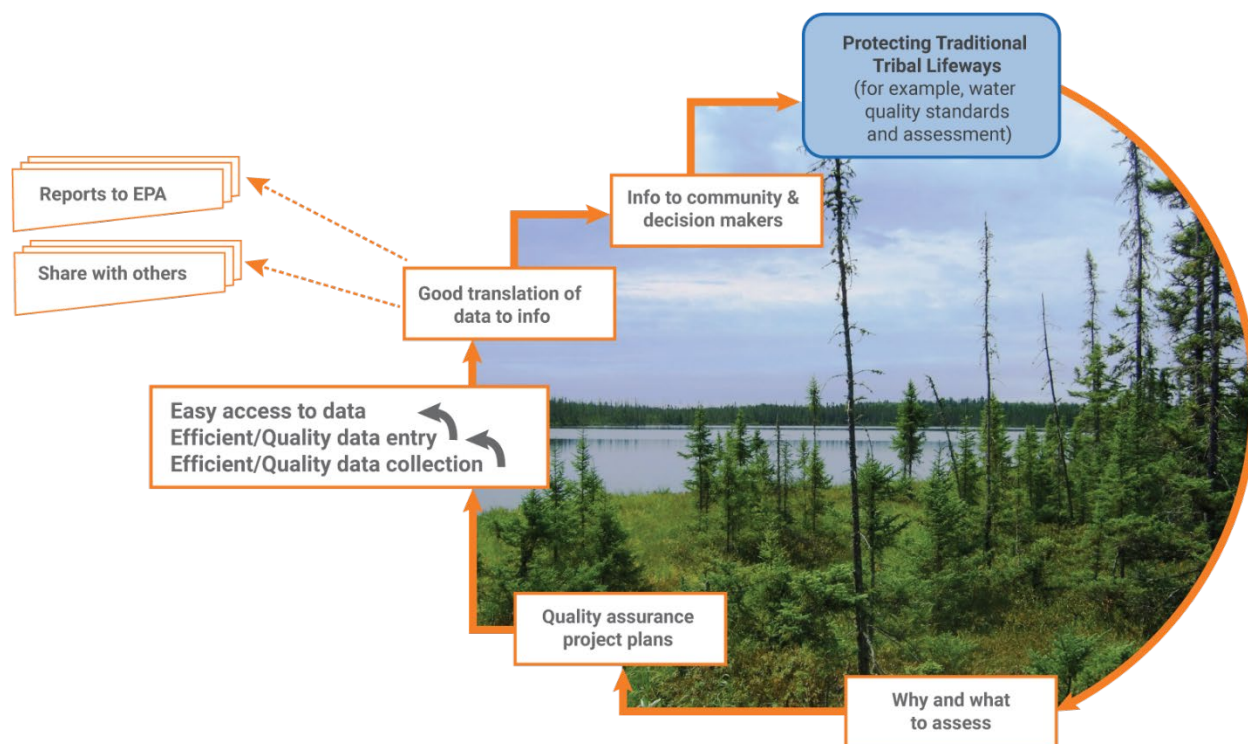 Protecting Traditional
Tribal Lifeways
(for example, water
quality standards
and assessment)
Info to community &
decision makers
Reports to EPA
Share with others
Good translation of
data to info
Easy access to data
Efficient/Quality data entry
Efficient/Quality data collection
Quality assurance
project plans
Why and what
to assess